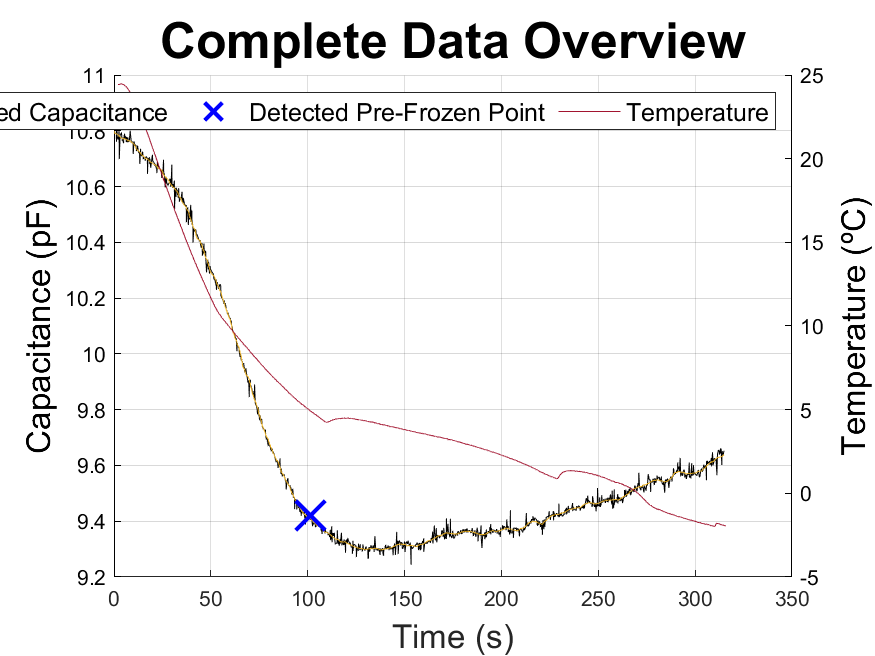 Complete Data Overview
ed Capacitance Detected Pre-Frozen Point Temperature
11
10.8
10.6
10.4
10.2
10
9.8
9.6
9.4
9.2
Capacitance (pF)
25
20
15
10
5
0
-5
Temperature (ºC)
0 50 100 150 200 250 300 350
Time (s)